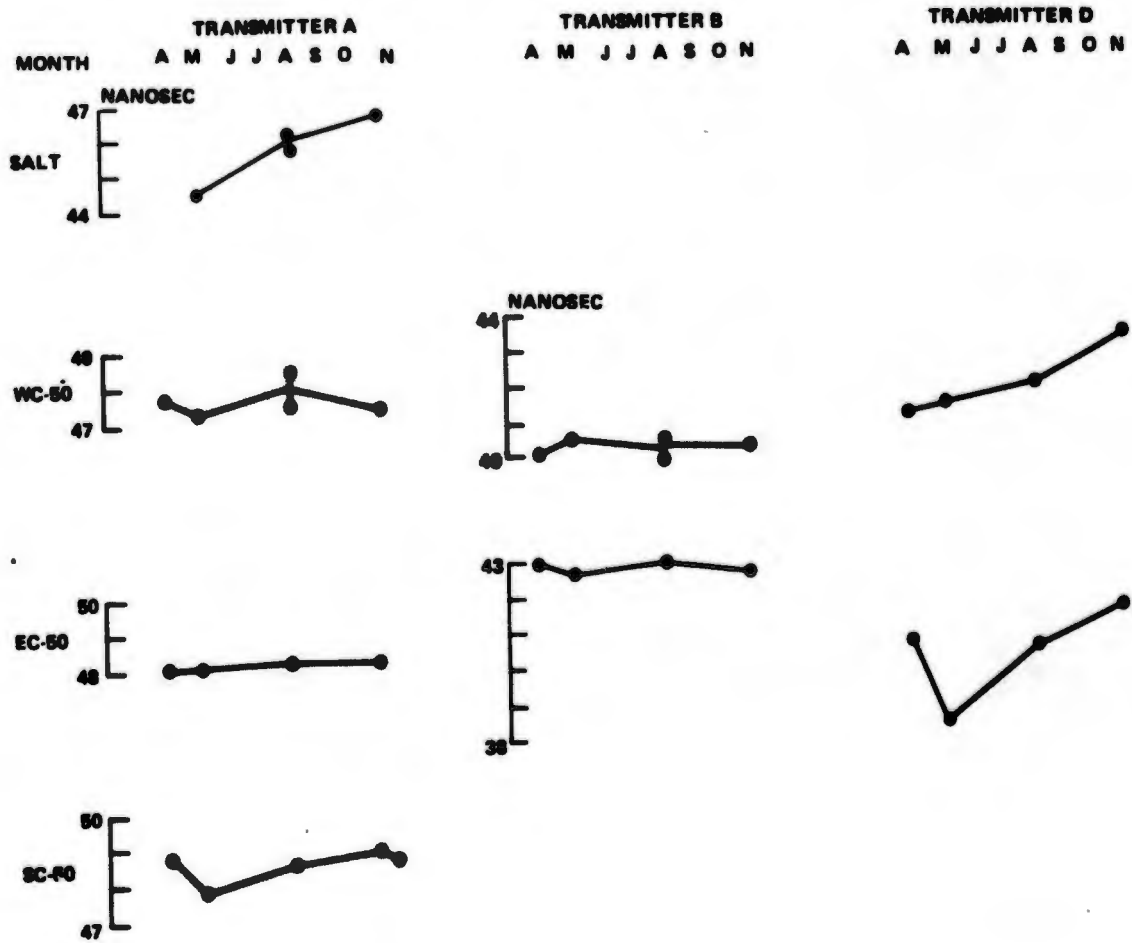 TRANSMITTER A
TRANSMITTER B
TRANSMITTER D
MONTH
A M J J A S O N
A M J J A S O N
A M J J A S O N
NANOSEC
47
SALT
44
NANOSEC
49
WC-50
47
44
40
50
EC-50
48
43
38
50
SC-50
47